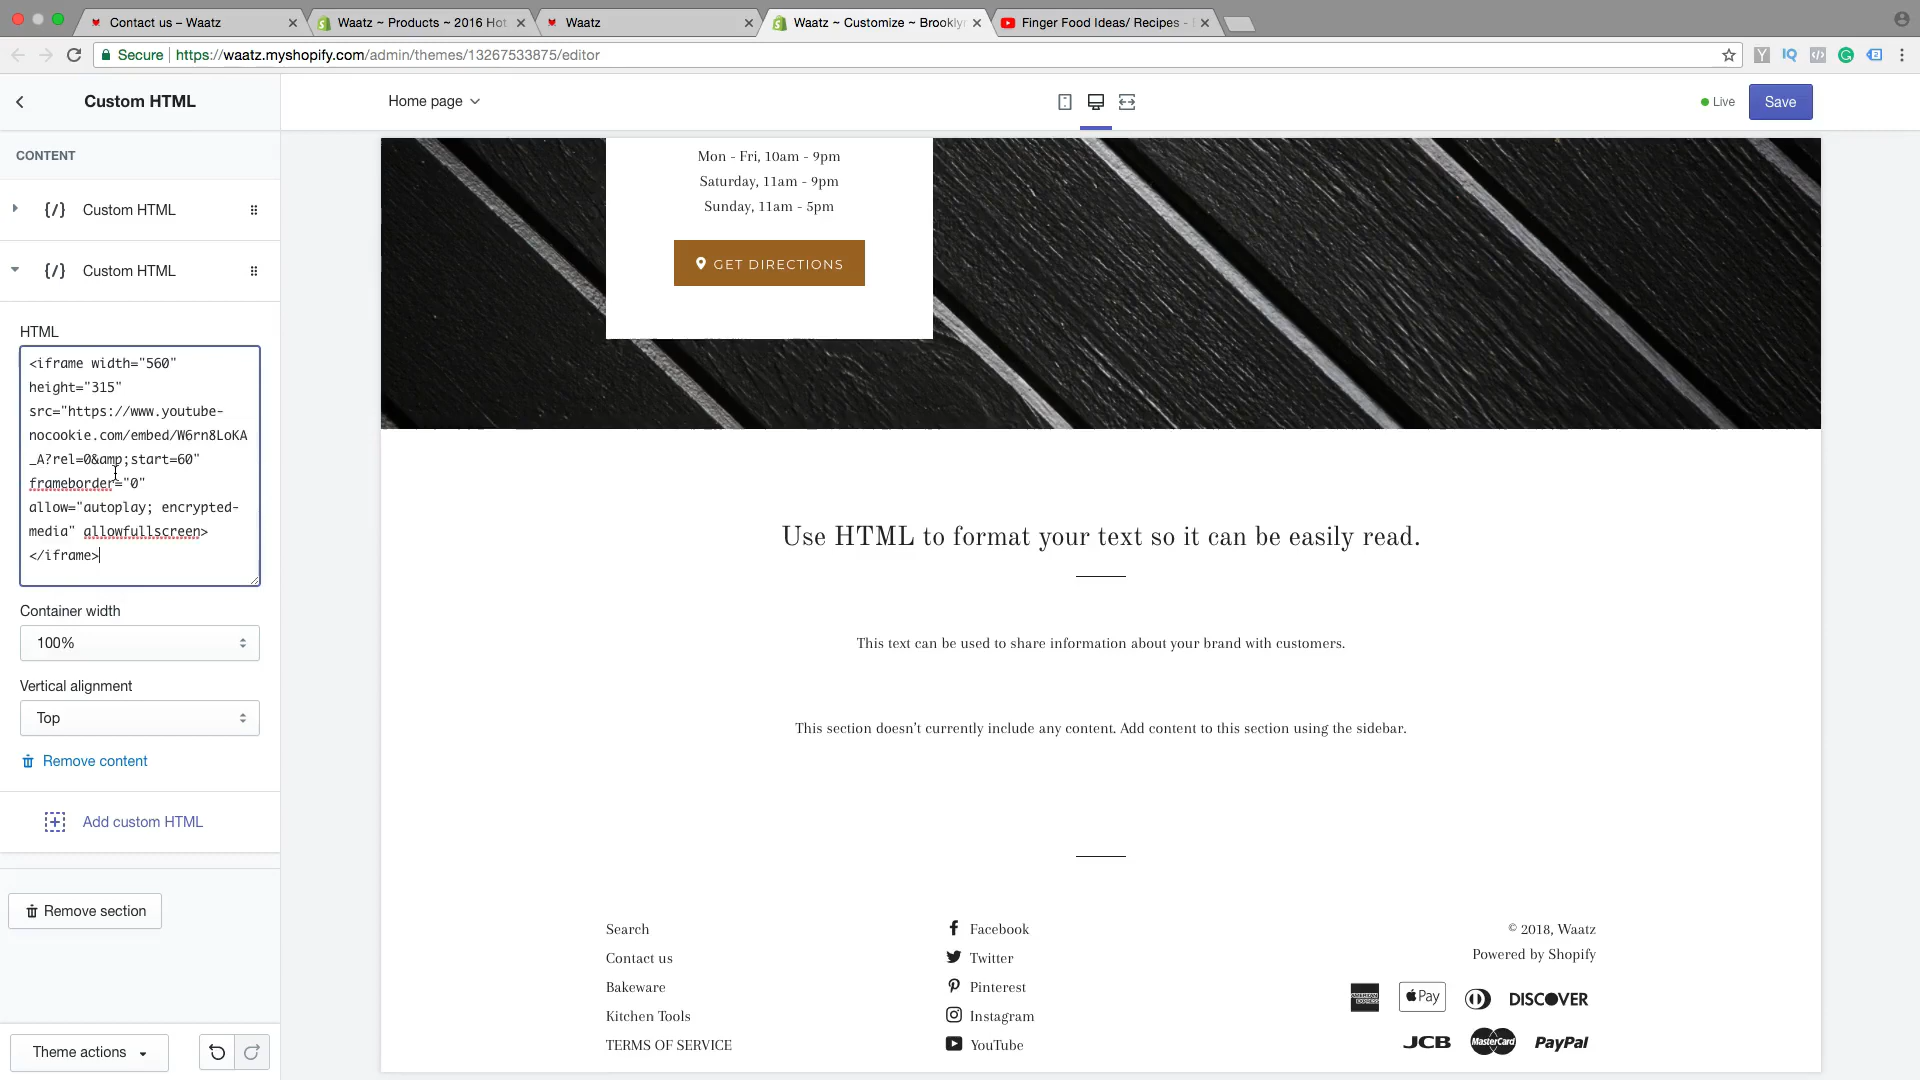 Contact us – Waatz
Waatz ~ Products ~ 2016 Hot
Waatz
Waatz ~ Customize ~ Brooklyn
Finger Food Ideas/ Recipes -
Secure | https://waatz.myshopify.com/admin/themes/13267533875/editor
Custom HTML
Home page
Live
Save
CONTENT
{/} Custom HTML
{/} Custom HTML
HTML
<iframe width="560"
height="315"
src="https://www.youtube-
nocookie.com/embed/W6rn8LoKA
_A?rel=0&amp;start=60"
frameborder="0"
allow="autoplay; encrypted-
media" allowfullscreen>
</iframe>
Container width
100%
Vertical alignment
Top
Remove content
Add custom HTML
Remove section
Theme actions
Mon - Fri, 10am - 9pm
Saturday, 11am - 9pm
Sunday, 11am - 5pm
GET DIRECTIONS
Use HTML to format your text so it can be easily read.
This text can be used to share information about your brand with customers.
This section doesn't currently include any content. Add content to this section using the sidebar.
Search
Contact us
Bakeware
Kitchen Tools
TERMS OF SERVICE
Facebook
Twitter
Pinterest
Instagram
YouTube
© 2018, Waatz
Powered by Shopify
AMERICAN EXPRESS
Pay
DISCOVER
JCB
MasterCard
PayPal